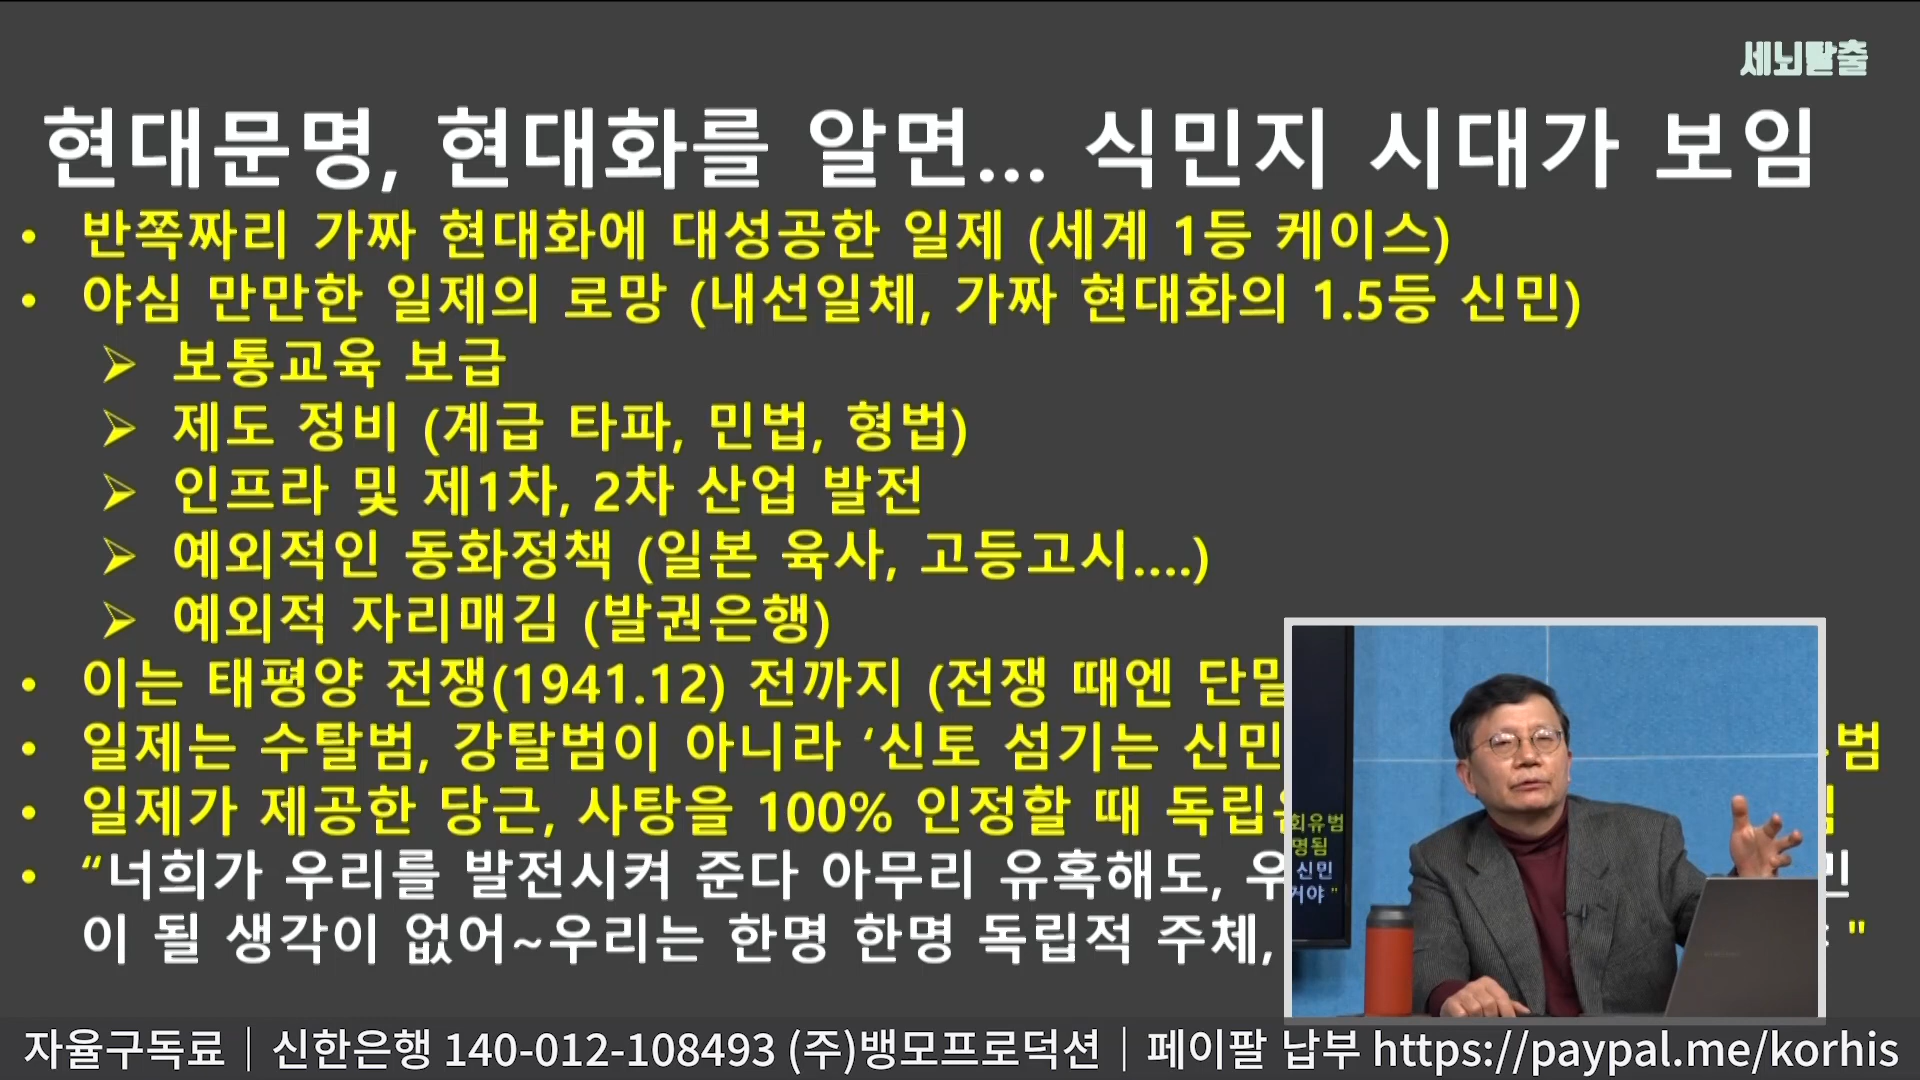 세뇌탈출
현대문명, 현대화를 알면... 식민지 시대가 보임
• 반쪽짜리 가짜 현대화에 대성공한 일제 (세계 1등 케이스)
• 야심 만만한 일제의 로망 (내선일체, 가짜 현대화의 1.5등 신민)
➢ 보통교육 보급
➢ 제도 정비 (계급 타파, 민법, 형법)
➢ 인프라 및 제1차, 2차 산업 발전
➢ 예외적인 동화정책 (일본 육사, 고등고시....)
➢ 예외적 자리매김 (발권은행)
• 이는 태평양 전쟁(1941.12) 전까지 (전쟁 때엔
• 일제는 수탈범, 강탈범이 아니라 ‘신토 섬기는 신민 범
• 일제가 제공한 당근, 사탕을 100% 인정할 때
• “너희가 우리를 발전시켜 준다 아무리 유혹해도,
이 될 생각이 없어~우리는 한명 한명 독립적 주체, "
회유범
명됨
신민
거야 "
자율구독료 | 신한은행 140-012-108493 (주)뱅모프로덕션 | 페이팔 납부 https://paypal.me/korhis